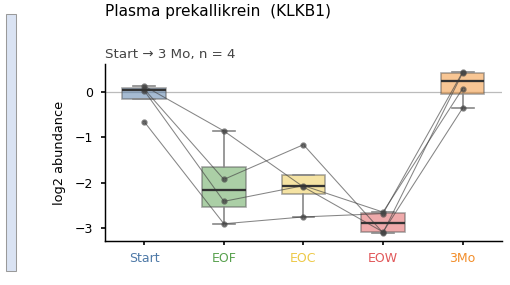 Plasma prekallikrein (KLKB1)
Start → 3 Mo, n = 4
log2 abundance
0
−1
−2
−3
Start EOF EOC EOW 3Mo